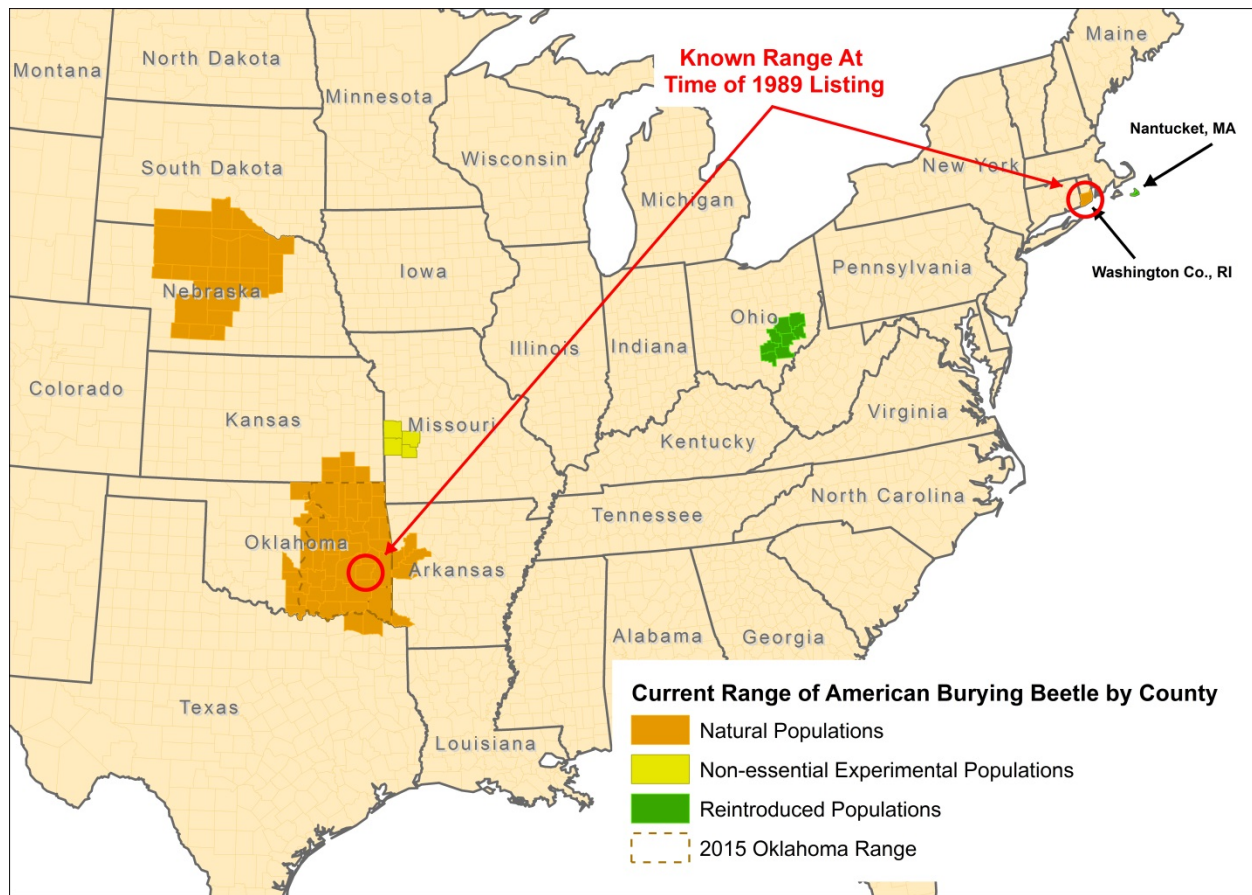 Known Range At
Time of 1989 Listing
Maine
North Dakota
Montana
Minnesota
Nantucket, MA
South Dakota
Wisconsin
New York
Michigan
Washington Co., RI
Iowa
Pennsylvania
Nebraska
Ohio
Illinois
Indiana
Colorado
Virginia
Kansas
Missouri
Kentucky
North Carolina
Tennessee
Oklahoma
Arkansas
Alabama
Georgia
Texas
Louisiana
Current Range of American Burying Beetle by County
Natural Populations
Non-essential Experimental Populations
Reintroduced Populations
2015 Oklahoma Range